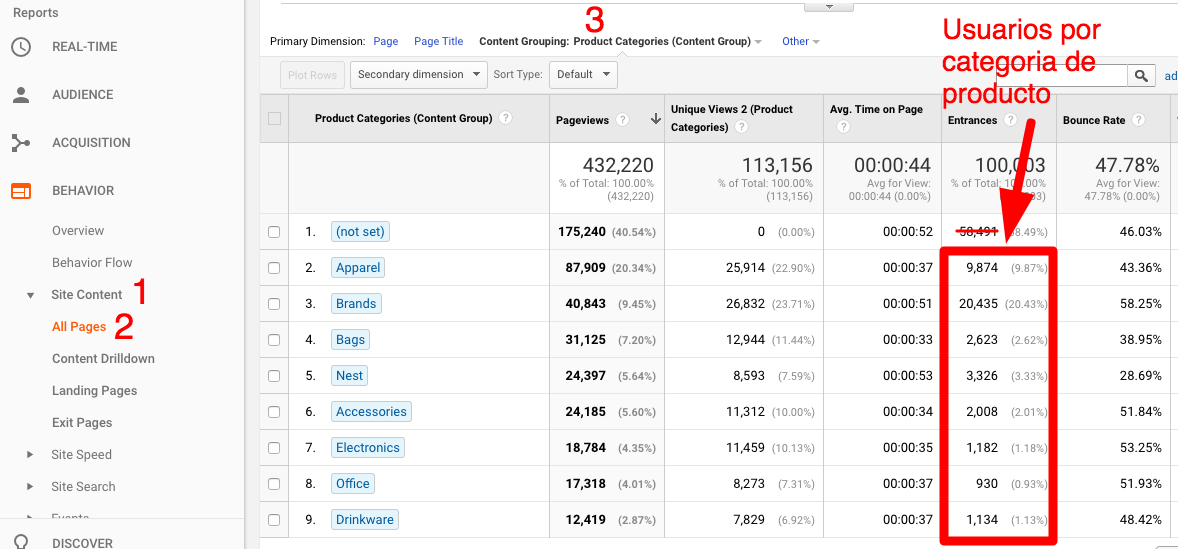 Reports
REAL-TIME
AUDIENCE
ACQUISITION
BEHAVIOR
Overview
Behavior Flow
Site Content 1
All Pages 2
Content Drilldown
Landing Pages
Exit Pages
Site Speed
Site Search
Events
DISCOVER
3
Primary Dimension: Page Page Title Content Grouping: Product Categories (Content Group) Other
Usuarios por
categoria de
producto
Plot Rows Secondary dimension Sort Type: Default ad
Product Categories (Content Group) ? Pageviews ? Unique Views 2 (Product Categories) ? Avg. Time on Page ? Entrances ? Bounce Rate ?
432,220 113,156 00:00:44 100,003 47.78%
% of Total: 100.00% % of Total: 100.00% Avg for View: % of Total: 100.00% Avg for View:
(432,220) (113,156) 00:00:44 (0.00%) 47.78% (0.00%)
1. (not set) 175,240 (40.54%) 0 (0.00%) 00:00:52 58,491 46.03%
2. Apparel 87,909 (20.34%) 25,914 (22.90%) 00:00:37 9,874 (9.87%) 43.36%
3. Brands 40,843 (9.45%) 26,832 (23.71%) 00:00:51 20,435 (20.43%) 58.25%
4. Bags 31,125 (7.20%) 12,944 (11.44%) 00:00:33 2,623 (2.62%) 38.95%
5. Nest 24,397 (5.64%) 8,593 (7.59%) 00:00:53 3,326 (3.33%) 28.69%
6. Accessories 24,185 (5.60%) 11,312 (10.00%) 00:00:34 2,008 (2.01%) 51.84%
7. Electronics 18,784 (4.35%) 11,459 (10.13%) 00:00:35 1,182 (1.18%) 53.25%
8. Office 17,318 (4.01%) 8,273 (7.31%) 00:00:37 930 (0.93%) 51.93%
9. Drinkware 12,419 (2.87%) 7,829 (6.92%) 00:00:37 1,134 (1.13%) 48.42%